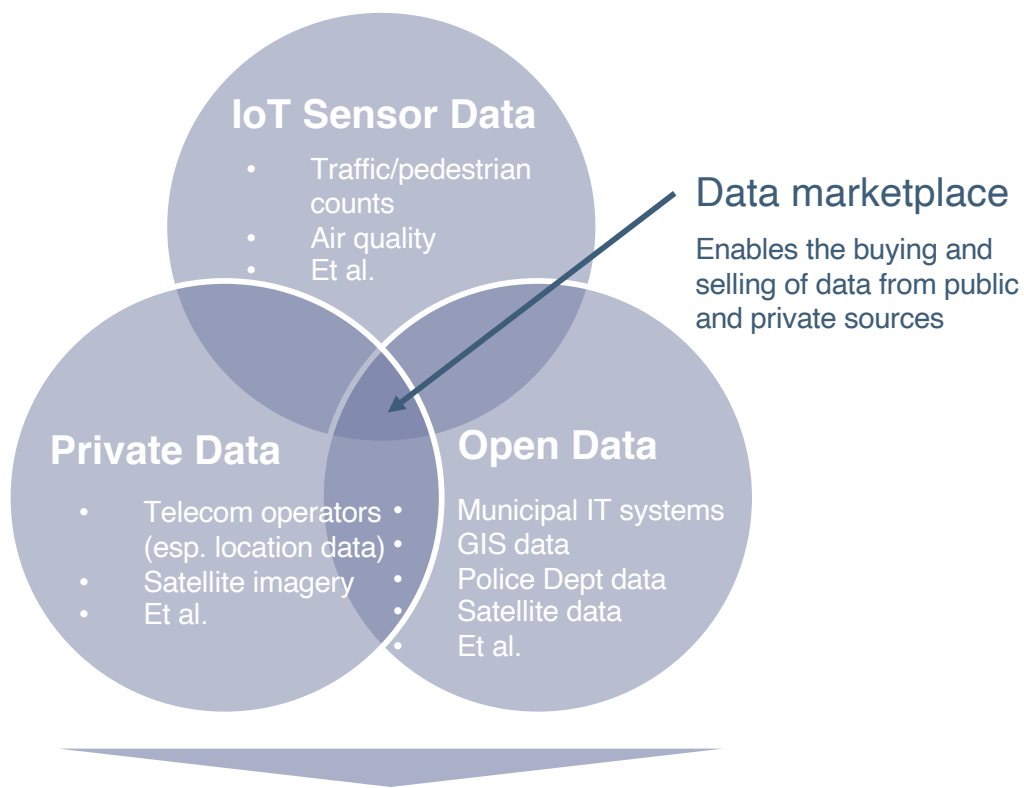 IoT Sensor Data
• Traffic/pedestrian
counts
• Air quality
• Et al.
Data marketplace
Enables the buying and
selling of data from public
and private sources
Private Data
• Telecom operators
(esp. location data)
• Satellite imagery
• Et al.
Open Data
• Municipal IT systems
• GIS data
• Police Dept data
• Satellite data
• Et al.